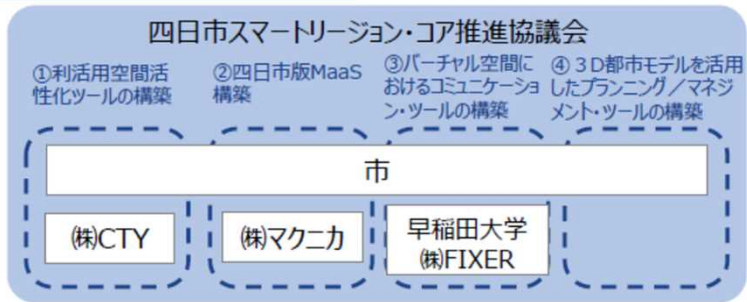 四日市スマートリージョン・コア推進協議会
①利活用空間活
性化ツールの構築
②四日市版MaaS
構築
③バーチャル空間に
おけるコミュニケーショ
ン・ツールの構築
④３D都市モデルを活用
したプランニング／マネジ
メント・ツールの構築
市
㈱CTY
㈱マクニカ
早稲田大学
㈱FIXER